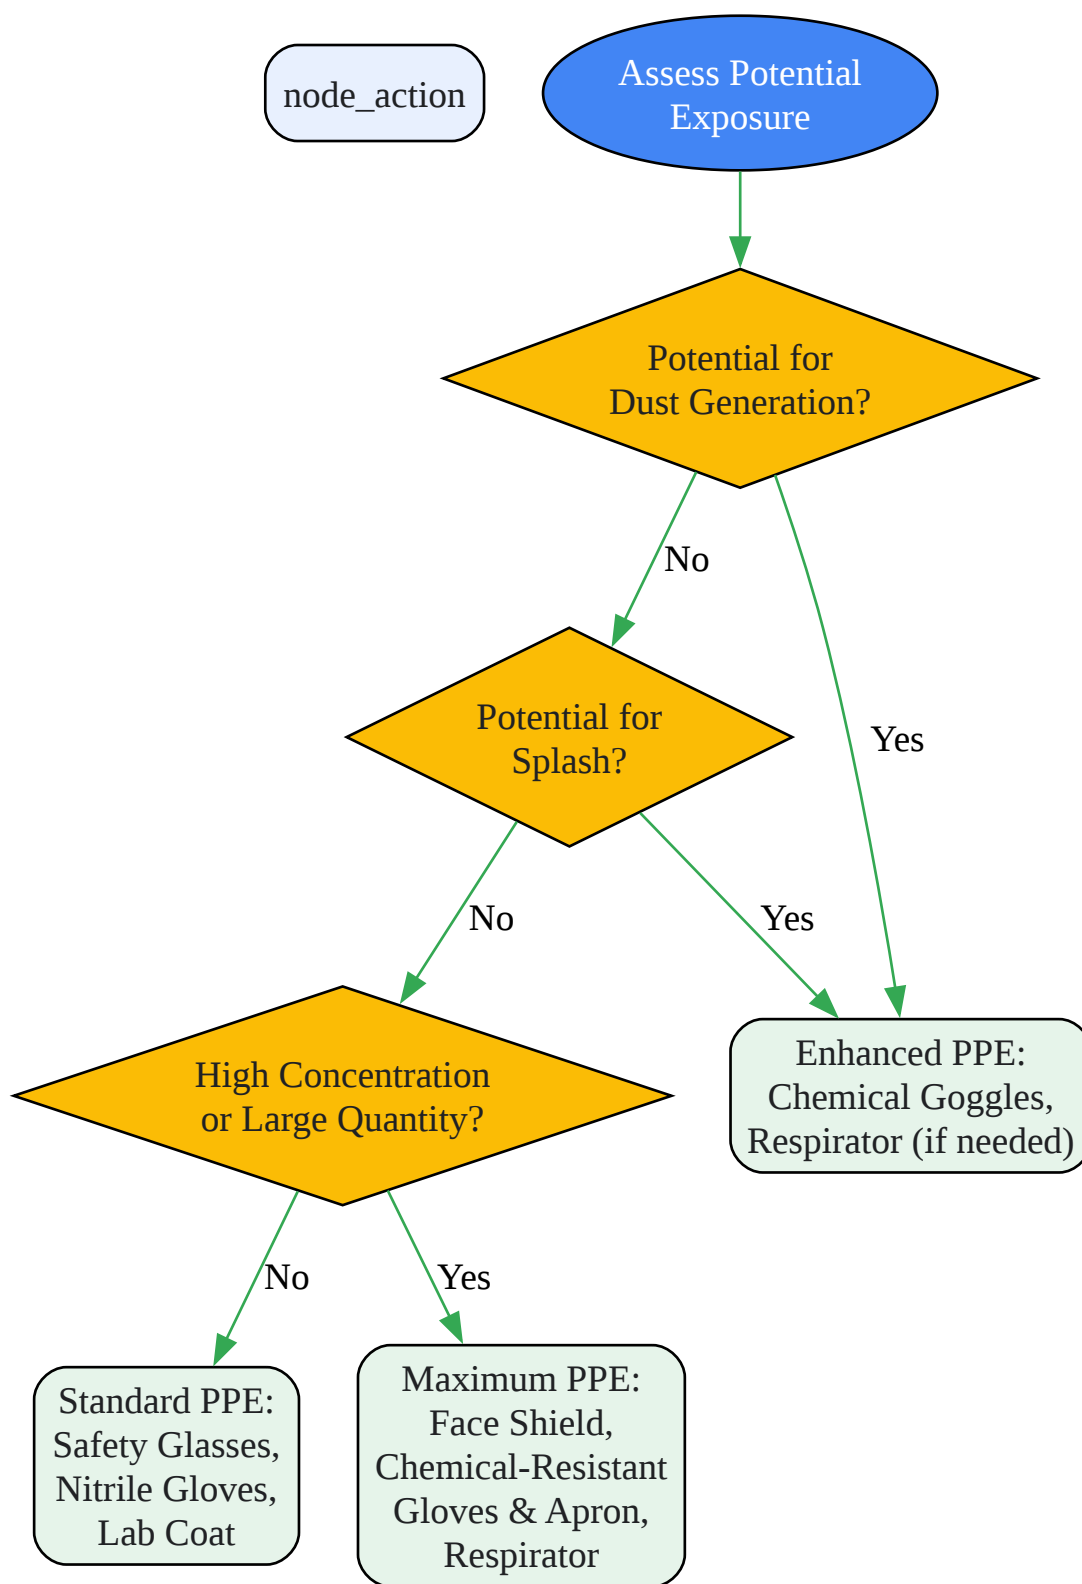 node_action
Assess Potential
Exposure
Potential for
Dust Generation?
No
Yes
Potential for
Splash?
No
Yes
High Concentration
or Large Quantity?
Enhanced PPE:
Chemical Goggles,
Respirator (if needed)
No
Yes
Standard PPE:
Safety Glasses,
Nitrile Gloves,
Lab Coat
Maximum PPE:
Face Shield,
Chemical-Resistant
Gloves & Apron,
Respirator